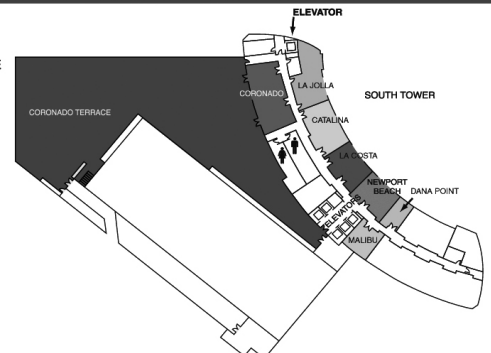 ELEVATOR
LA JOLLA
CORONADO
SOUTH TOWER
CORONADO TERRACE
CATALINA
LA COSTA
NEWPORT
BEACH
DANA POINT
ELEVATORS
MALIBU